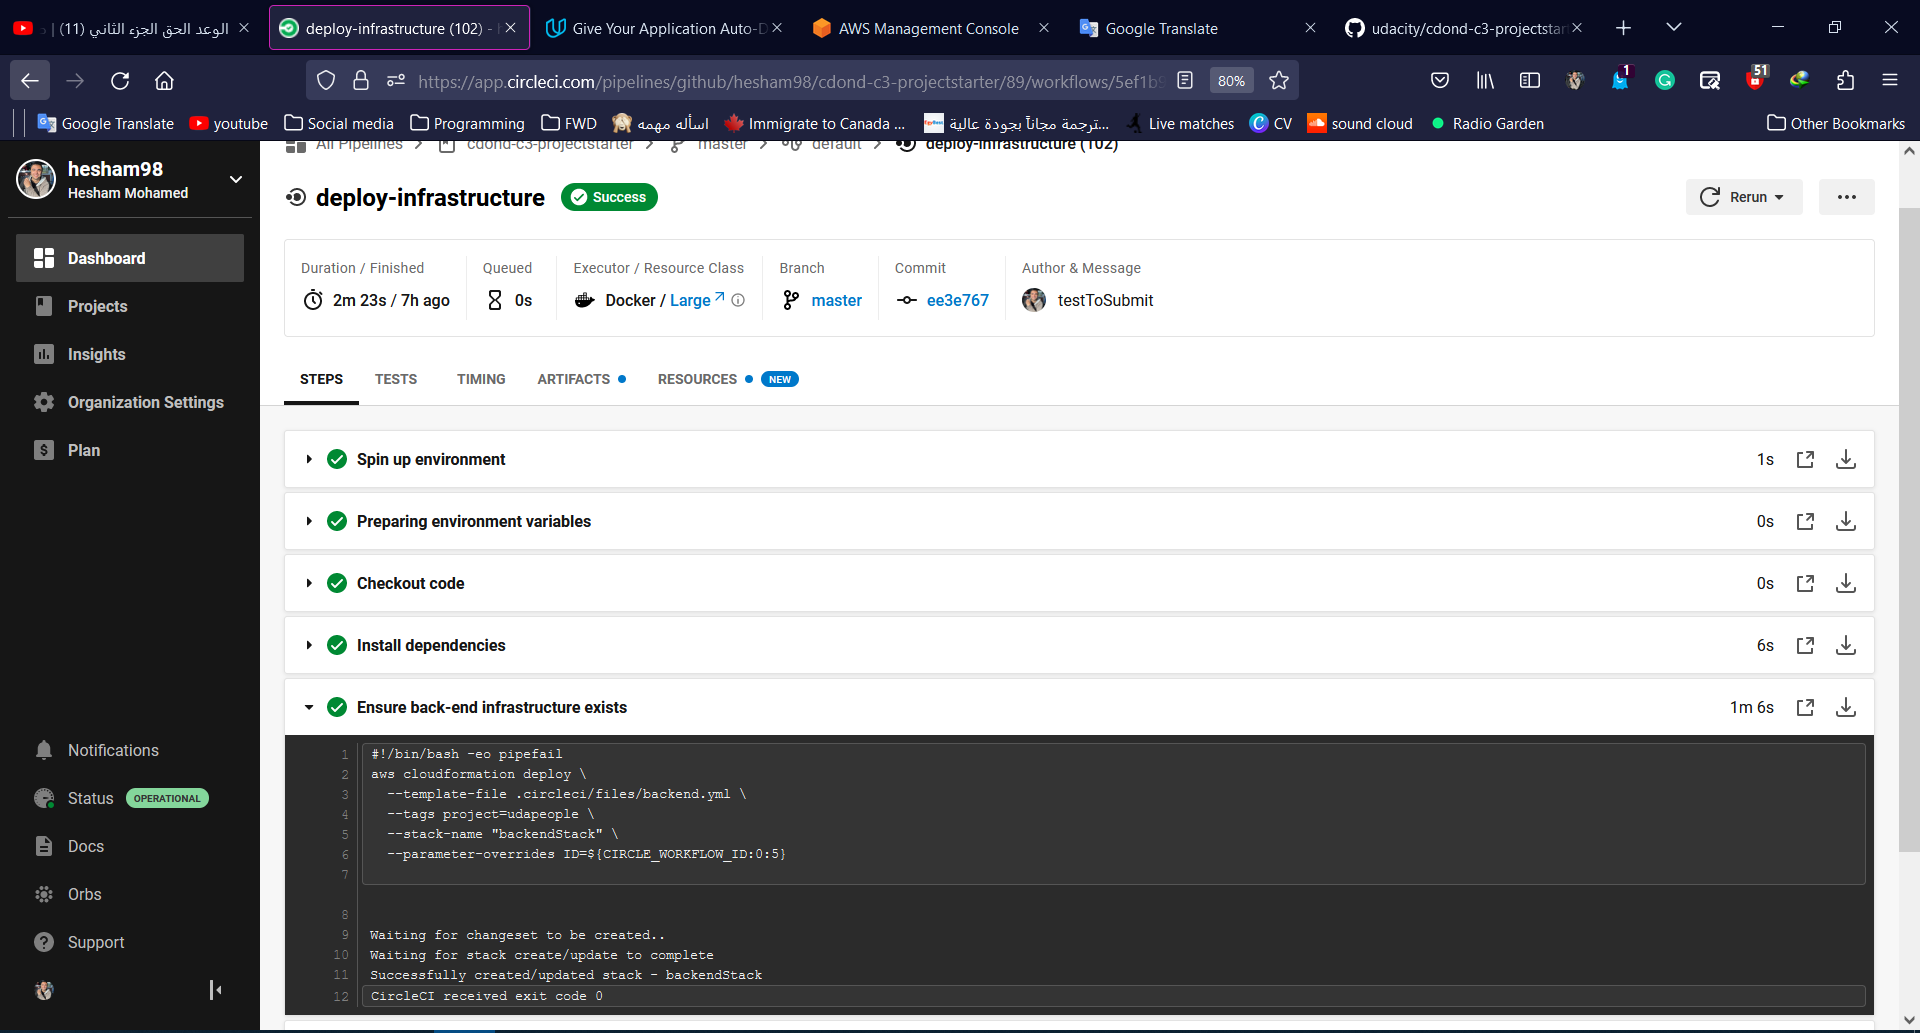 الوعد الحق الجزء الثاني (11) |
deploy-infrastructure (102) -
Give Your Application Auto-D
AWS Management Console
Google Translate
udacity/cdond-c3-projectstar
https://app.circleci.com/pipelines/github/hesham98/cdond-c3-projectstarter/89/workflows/5ef1b9
80%
1
51
Google Translate
youtube
Social media
Programming
FWD
اسأله مهمه
Immigrate to Canada ...
ترجمة مجاناً بجودة عالية...
Live matches
CV
sound cloud
Radio Garden
Other Bookmarks
hesham98
Hesham Mohamed
Dashboard
Projects
Insights
Organization Settings
Plan
Notifications
Status OPERATIONAL
Docs
Orbs
Support
All Pipelines
cdond-c3-projectstarter
master
default
deploy-infrastructure (102)
deploy-infrastructure
Success
Rerun
Duration / Finished
2m 23s / 7h ago
Queued
0s
Executor / Resource Class
Docker / Large
Branch
master
Commit
ee3e767
Author & Message
testToSubmit
STEPS
TESTS
TIMING
ARTIFACTS
RESOURCES
NEW
Spin up environment 1s
Preparing environment variables 0s
Checkout code 0s
Install dependencies 6s
Ensure back-end infrastructure exists 1m 6s
1 #!/bin/bash -eo pipefail
2 aws cloudformation deploy \
3 --template-file .circleci/files/backend.yml \
4 --tags project=udapeople \
5 --stack-name "backendStack" \
6 --parameter-overrides ID=${CIRCLE_WORKFLOW_ID:0:5}
7
8
9 Waiting for changeset to be created..
10 Waiting for stack create/update to complete
11 Successfully created/updated stack - backendStack
12 CircleCI received exit code 0